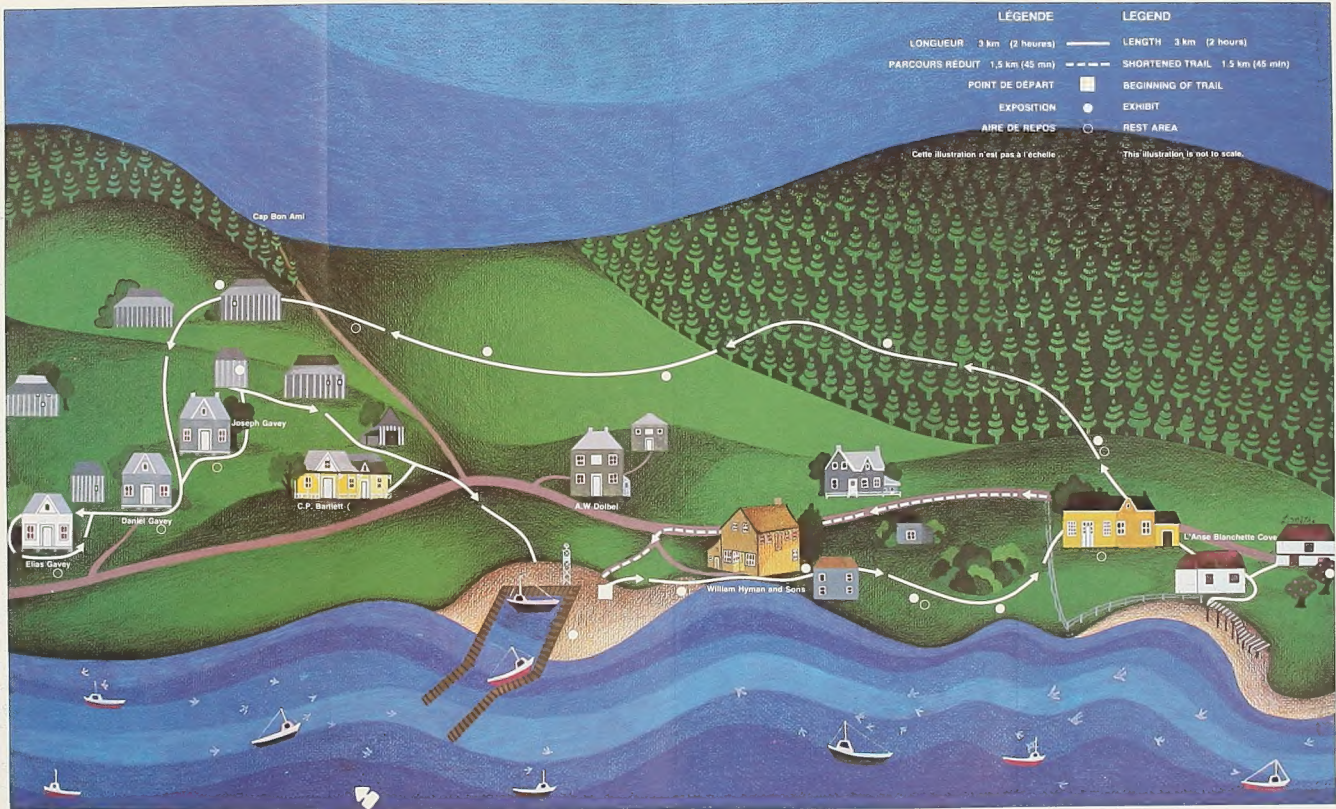 LÉGENDE LEGEND
LONGUEUR 3 km (2 heures) LENGTH 3 km (2 hours)
PARCOURS RÉDUIT 1,5 km (45 mn) SHORTENED TRAIL 1.5 km (45 min)
POINT DE DÉPART BEGINNING OF TRAIL
EXPOSITION EXHIBIT
AIRE DE REPOS REST AREA
Cette illustration n'est pas à l'échelle. This illustration is not to scale.
Cap Bon Ami
Joseph Gavey
C.P. Bartlett (
A.W Dolbel
Daniel Gavey
L'Anse Blanchette Cove
Elias Gavey
William Hyman and Sons